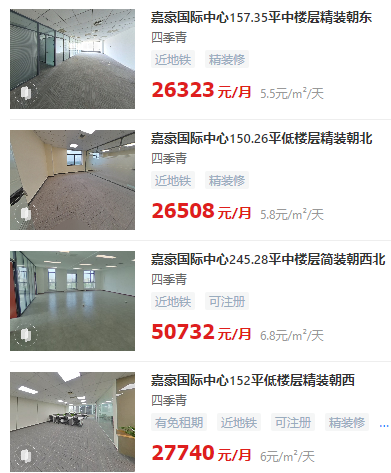 嘉豪国际中心157.35平中楼层精装朝东
四季青
近地铁 精装修
26323元/月 5.5元/m²/天
嘉豪国际中心150.26平低楼层精装朝北
四季青
近地铁 精装修
26508元/月 5.8元/m²/天
嘉豪国际中心245.28平中楼层简装朝西北
四季青
近地铁 可注册
50732元/月 6.8元/m²/天
嘉豪国际中心152平低楼层精装朝西
四季青
有免租期 近地铁 可注册 精装修 ...
27740元/月 6元/m²/天